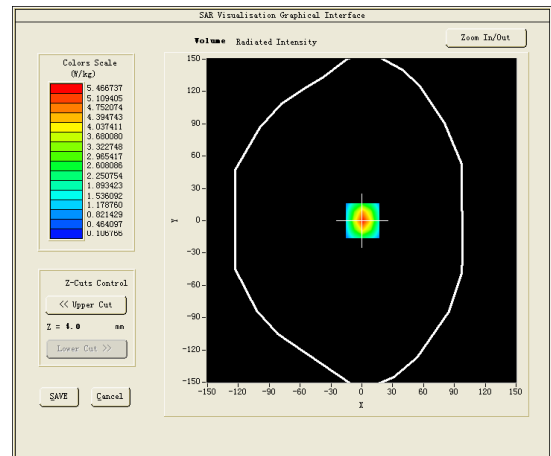 SAR Visualisation Graphical Interface
Volume Radiated Intensity
Zoom In/Out
Colors Scale
(W/kg)
5.466737
5.109405
4.752074
4.394743
4.037411
3.680080
3.322748
2.965417
2.608086
2.250754
1.893423
1.536092
1.178760
0.821429
0.464097
0.106766
Z-Cuts Control
<< Upper Cut
Z = 4.0 mm
Lower Cut >>
SAVE Cancel
150
120
90
60
30
0
-30
-60
-90
-120
-150
Y
-150 -120 -90 -60 -30 0 30 60 90 120 150
X